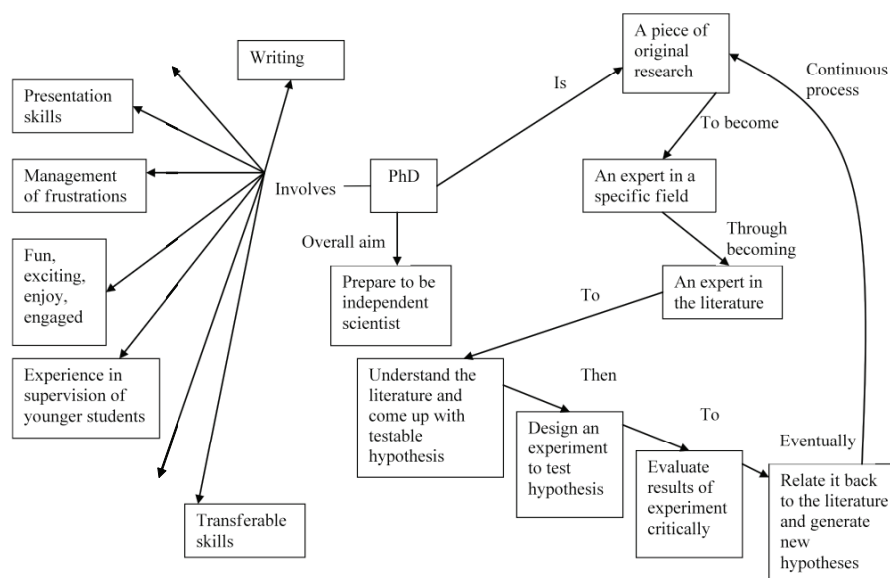 Writing
Presentation
skills
Management
of frustrations
Fun,
exciting,
enjoy,
engaged
Experience in
supervision of
younger students
Transferable
skills
Involves
PhD
Overall aim
Prepare to be
independent
scientist
Is
A piece of
original
research
To become
An expert in a
specific field
Through
becoming
An expert in
the literature
To
Understand the
literature and
come up with
testable
hypothesis
Then
Design an
experiment
to test
hypothesis
To
Evaluate
results of
experiment
critically
Eventually
Relate it back
to the literature
and generate
new
hypotheses
Continuous
process